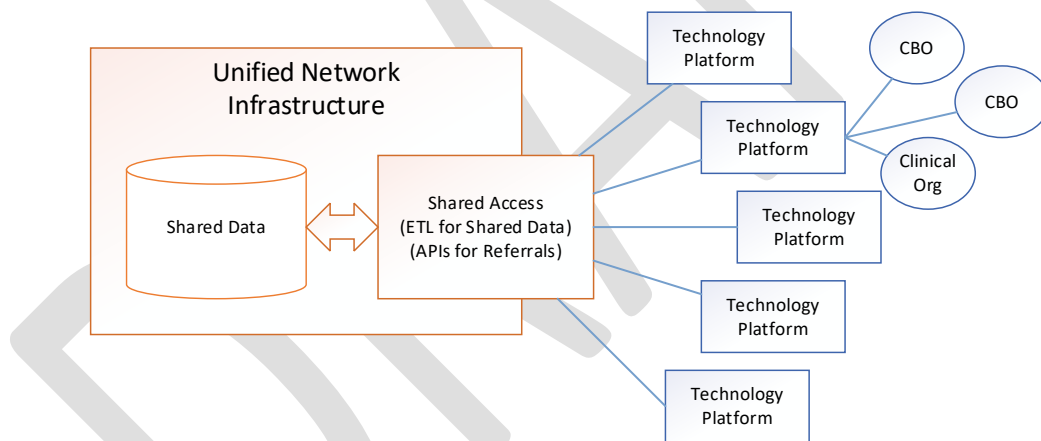 Unified Network
Infrastructure
Shared Data
Shared Access
(ETL for Shared Data)
(APIs for Referrals)
Technology
Platform
Technology
Platform
Technology
Platform
Technology
Platform
Technology
Platform
CBO
CBO
Clinical
Org